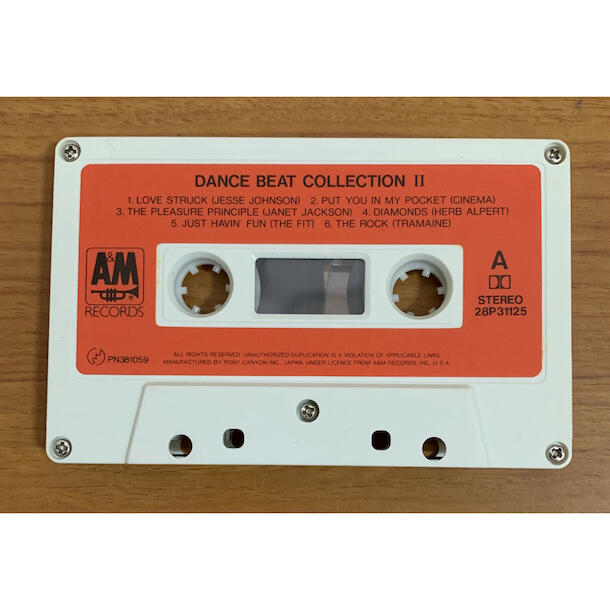 DANCE BEAT COLLECTION II
1. LOVE STRUCK (JESSE JOHNSON) 2. PUT YOU IN MY POCKET (CINEMA)
3. THE PLEASURE PRINCIPLE (JANET JACKSON) 4. DIAMONDS (HERB ALPERT)
5. JUST HAVIN' FUN (THE FIT) 6. THE ROCK (TRAMAINE)
A&M
®
RECORDS
A
STEREO
28P31125
PN381059
ALL RIGHTS RESERVED. UNAUTHORIZED DUPLICATION IS A VIOLATION OF APPLICABLE LINKS.
MANUFACTURED BY PONY CANYON INC., JAPAN. UNDER LICENCE FROM A&M RECORDS, INC. U.S.A.